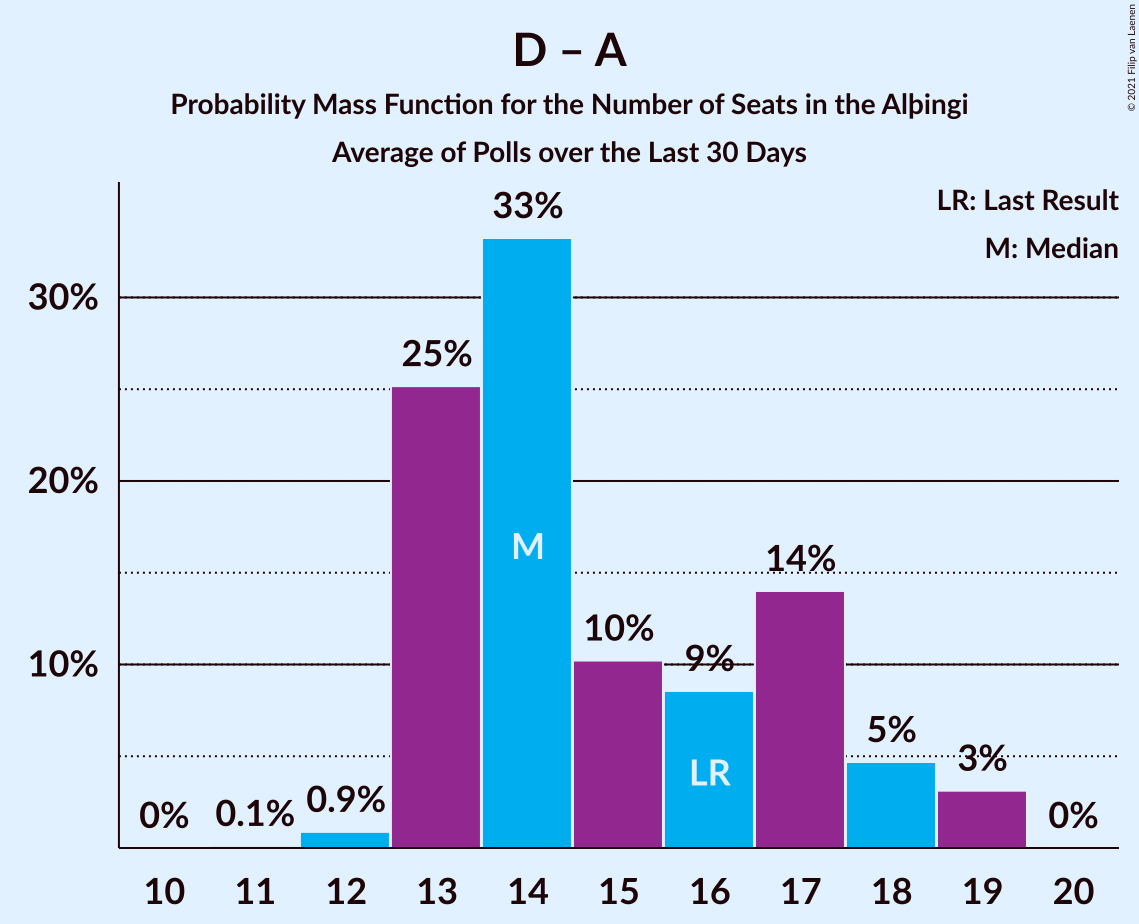 D – A
Probability Mass Function for the Number of Seats in the Alþingi
Average of Polls over the Last 30 Days
© 2021 Filip van Laenen
LR: Last Result
M: Median
33%
30%
25%
20%
M
14%
10%
10%
9%
5%
LR
3%
0%
0.1%
0.9%
0%
10 11 12 13 14 15 16 17 18 19 20